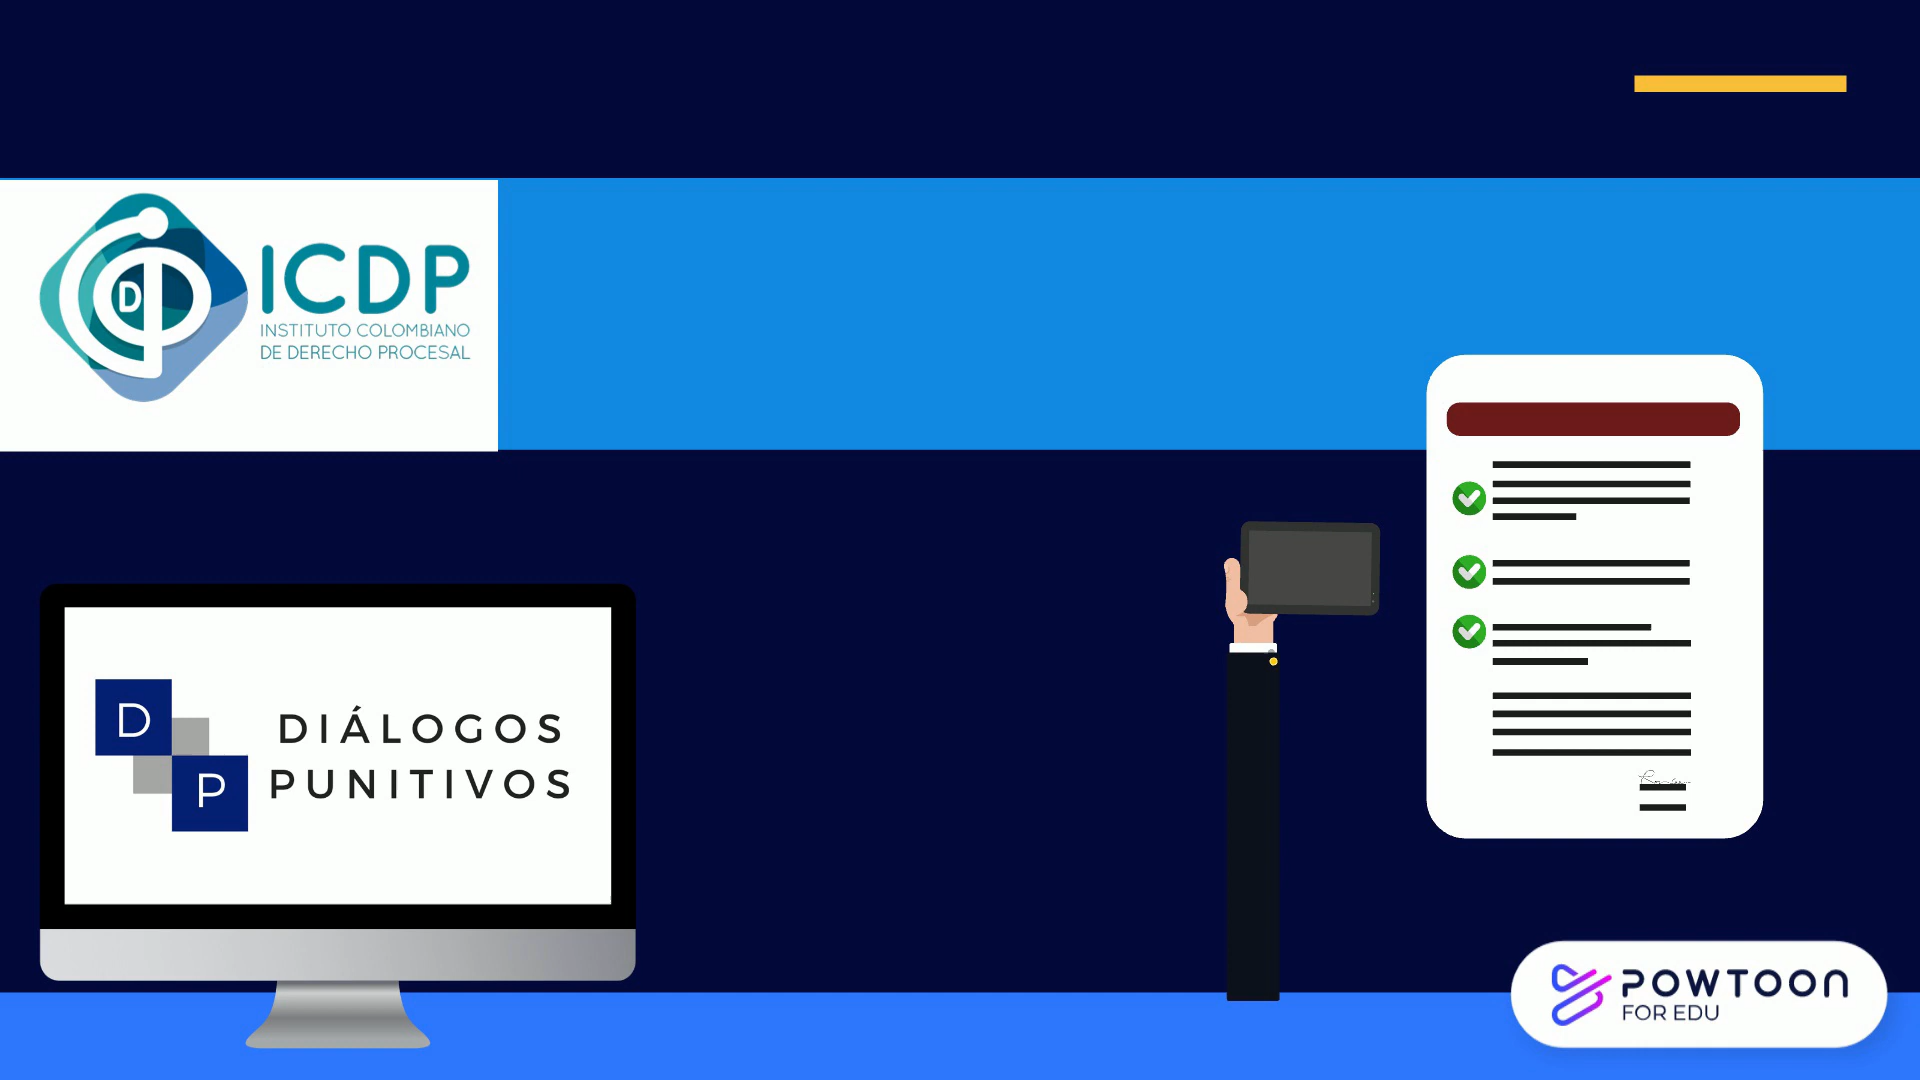 D
ICDP
INSTITUTO COLOMBIANO
DE DERECHO PROCESAL
D
P
DIÁLOGOS
PUNITIVOS
POWTOON
FOR EDU